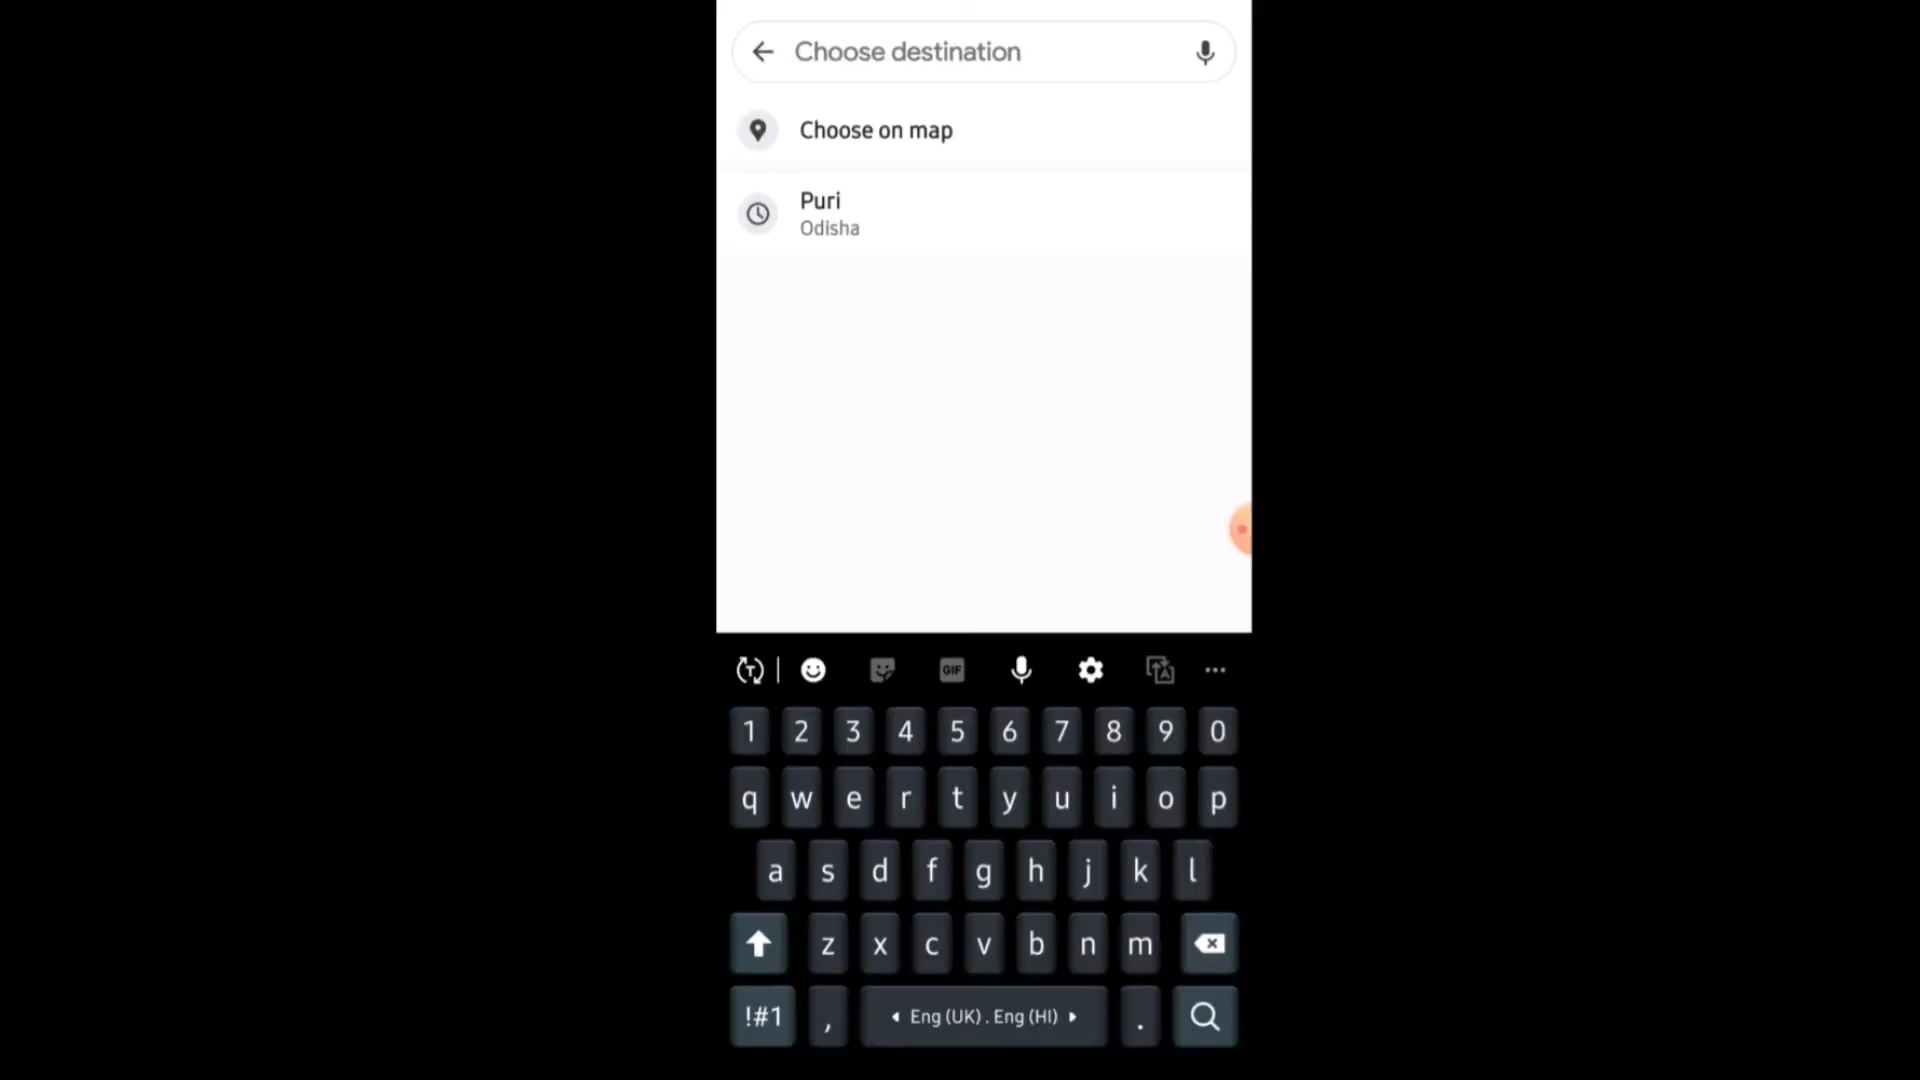 Choose destination
Choose on map
Puri
Odisha
GIF
1 2 3 4 5 6 7 8 9 0
q w e r t y u i o p
a s d f g h j k l
z x c v b n m
!#1 , Eng (UK) . Eng (HI) .